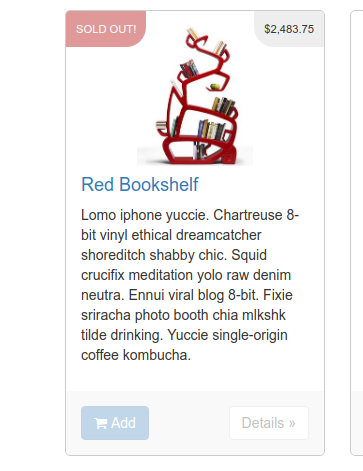 SOLD OUT!
$2,483.75
Red Bookshelf
Lomo iphone yuccie. Chartreuse 8-
bit vinyl ethical dreamcatcher
shoreditch shabby chic. Squid
crucifix meditation yolo raw denim
neutra. Ennui viral blog 8-bit. Fixie
sriracha photo booth chia mlkshk
tilde drinking. Yuccie single-origin
coffee kombucha.
Add
Details »